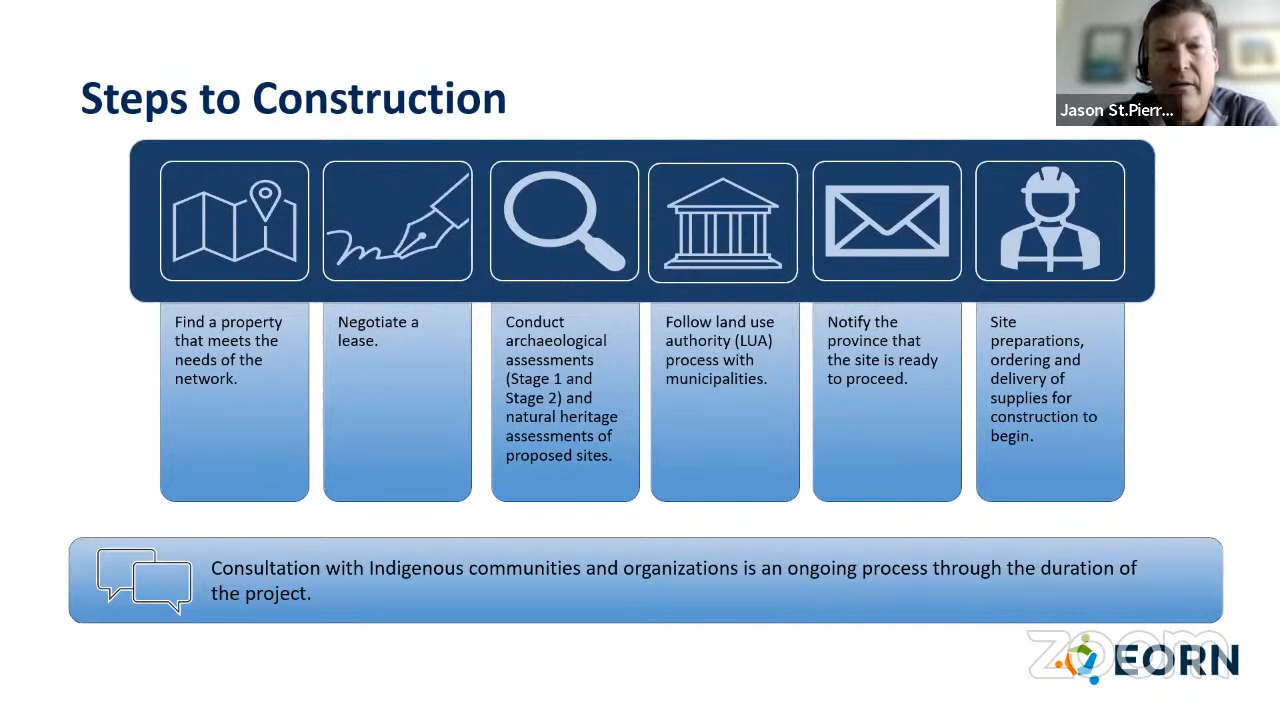 Steps to Construction
Jason St.Pierr...
Find a property
that meets the
needs of the
network.
Negotiate a
lease.
Conduct
archaeological
assessments
(Stage 1 and
Stage 2) and
natural heritage
assessments of
proposed sites.
Follow land use
authority (LUA)
process with
municipalities.
Notify the
province that
the site is ready
to proceed.
Site
preparations,
ordering and
delivery of
supplies for
construction to
begin.
Consultation with Indigenous communities and organizations is an ongoing process through the duration of
the project.
zoom
EORN